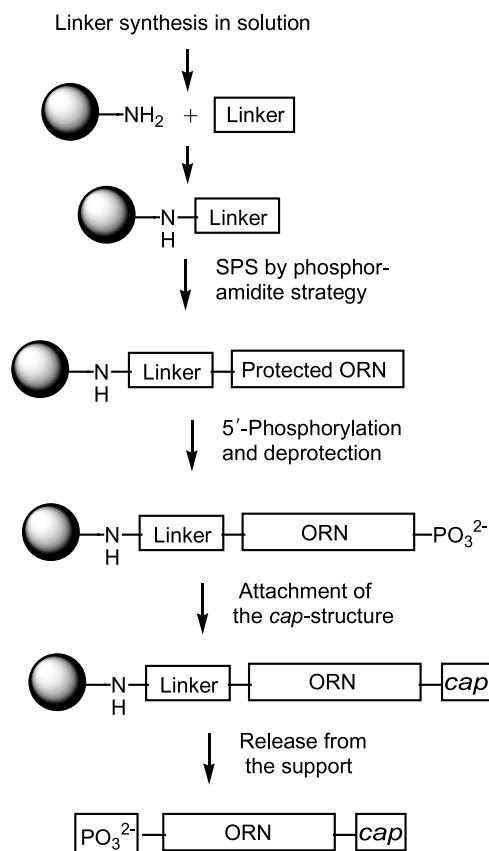 Linker synthesis in solution
NH₂ + Linker
N Linker
H
SPS by phosphor-
amidite strategy
N Linker Protected ORN
H
5′-Phosphorylation
and deprotection
N Linker ORN PO₃²⁻
H
Attachment of
the cap-structure
N Linker ORN cap
H
Release from
the support
PO₃²⁻ ORN cap